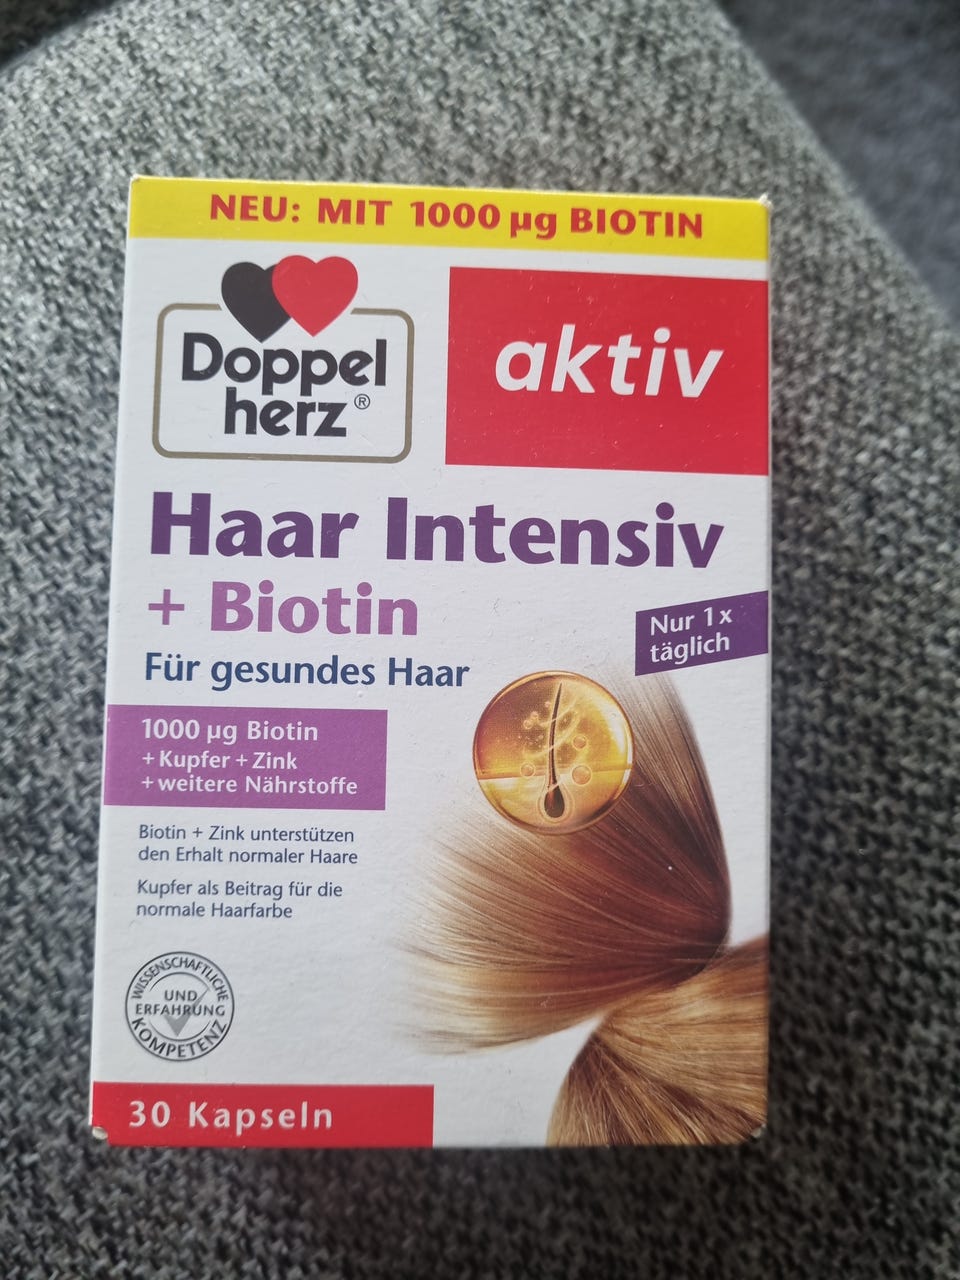 NEU: MIT 1000 µg BIOTIN
Doppel
herz®
aktiv
Haar Intensiv
+ Biotin
Für gesundes Haar
Nur 1x
täglich
1000 µg Biotin
+ Kupfer + Zink
+ weitere Nährstoffe
Biotin + Zink unterstützen
den Erhalt normaler Haare
Kupfer als Beitrag für die
normale Haarfarbe
WISSENSCHAFTLICHE
UND
ERFAHRUNG
KOMPETENZ
30 Kapseln